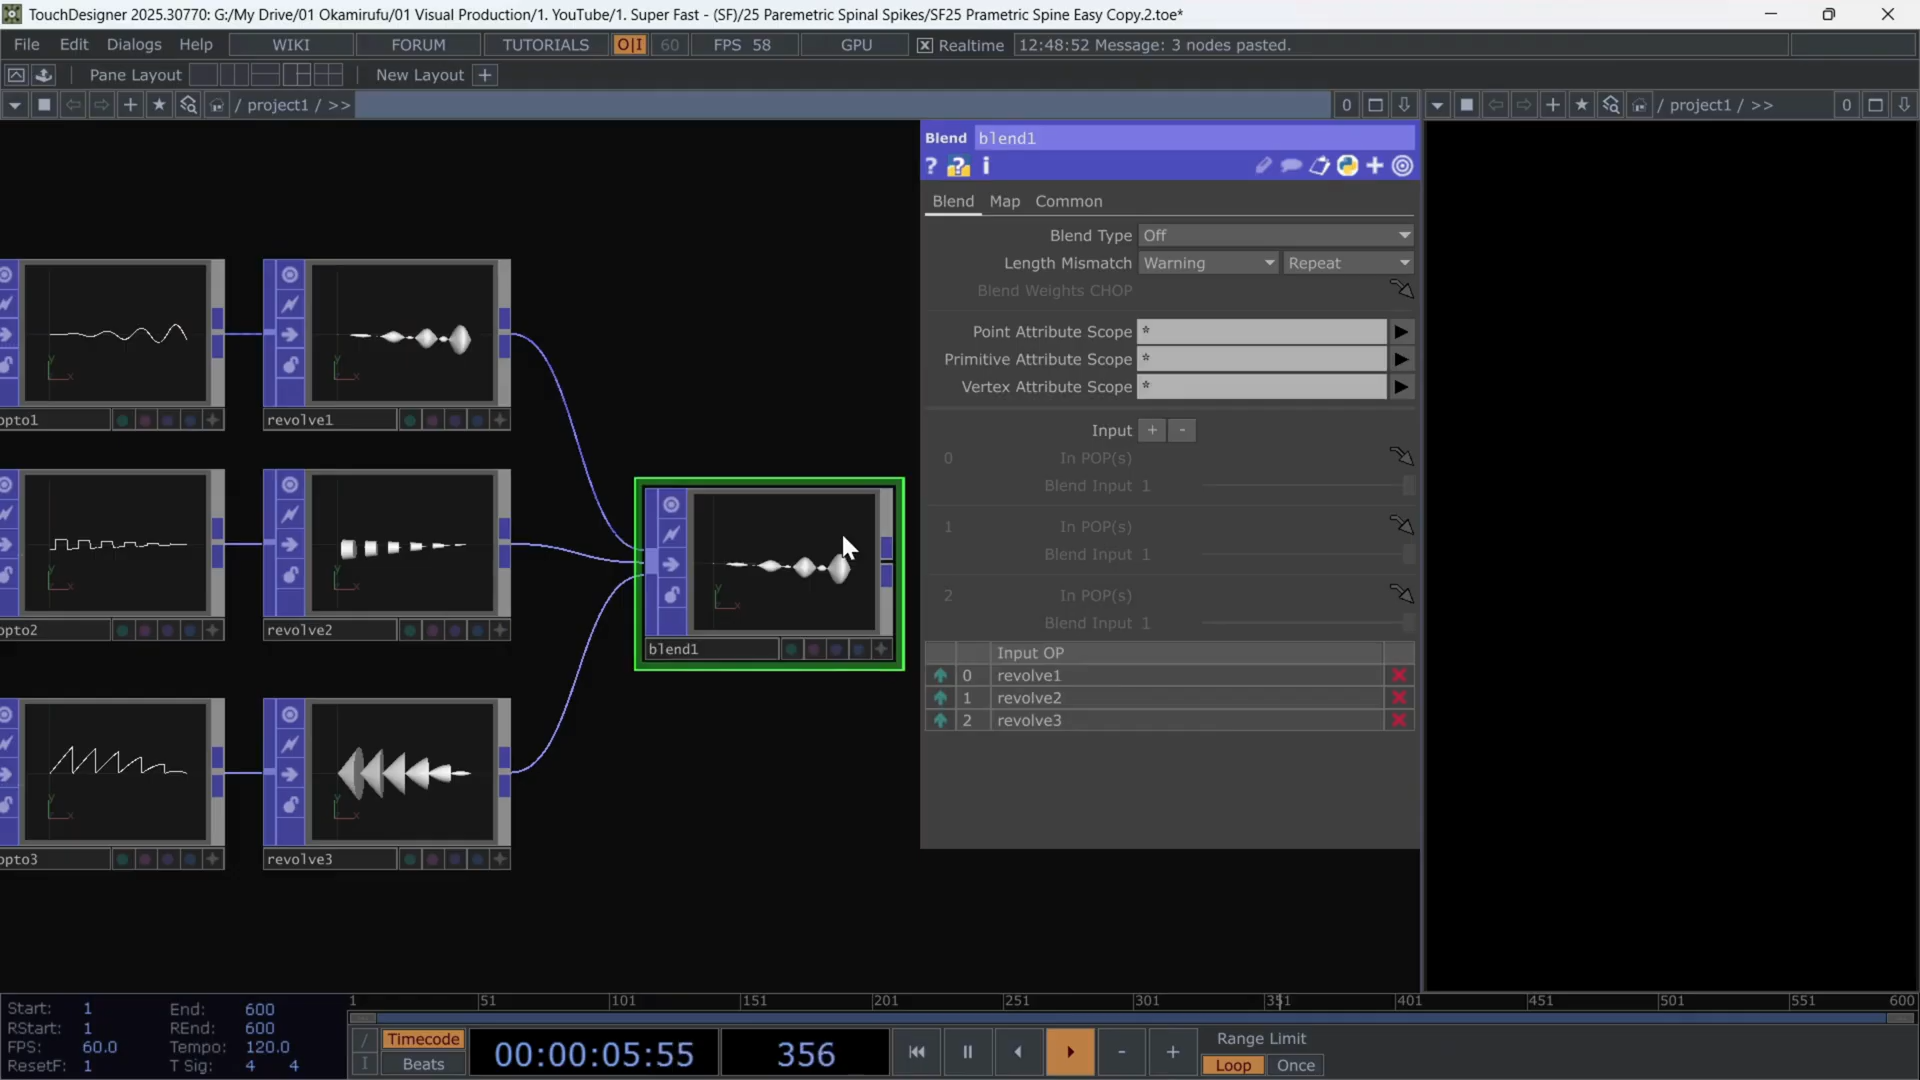 TouchDesigner 2025.30770: G:/My Drive/01 Okamirufu/01 Visual Production/1. YouTube/1. Super Fast - (SF)/25 Paremetric Spinal Spikes/SF25 Prametric Spine Easy Copy.2.toe*
File Edit Dialogs Help WIKI FORUM TUTORIALS O|I 60 FPS 58 GPU X Realtime 12:48:52 Message: 3 nodes pasted.
Pane Layout New Layout +
/ project1 / >> 0 / project1 / >> 0
Blend blend1
? ? i
Blend Map Common
Blend Type Off
Length Mismatch Warning Repeat
Blend Weights CHOP
Point Attribute Scope *
Primitive Attribute Scope *
Vertex Attribute Scope *
Input + -
0 In POP(s)
Blend Input 1
1 In POP(s)
Blend Input 1
2 In POP(s)
Blend Input 1
Input OP
0 revolve1
1 revolve2
2 revolve3
opto1 revolve1
opto2 revolve2
blend1
opto3 revolve3
1 51 101 151 201 251 301 351 401 451 501 551 600
Start: 1 End: 600
RStart: 1 REnd: 600
FPS: 60.0 Tempo: 120.0
ResetF: 1 T Sig: 4 4
/ Timecode
I Beats
00:00:05:55 356
- +
Range Limit
Loop Once